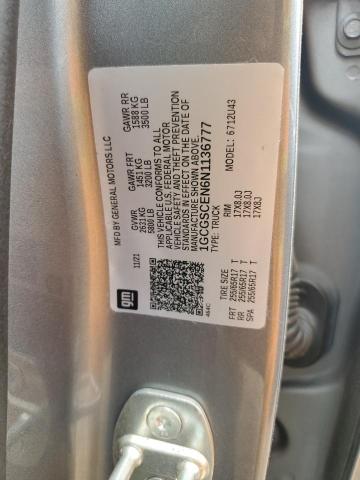 MFD BY GENERAL MOTORS LLC
11/21
GVWR
2631 KG
5800 LB
GAWR FRT
1451 KG
3200 LB
GAWR RR
1588 KG
3500 LB
THIS VEHICLE CONFORMS TO ALL
APPLICABLE U.S. FEDERAL MOTOR
VEHICLE SAFETY AND THEFT PREVENTION
STANDARDS IN EFFECT ON THE DATE OF
MANUFACTURE SHOWN ABOVE.
1GCGSCEN6N1136777
TYPE: TRUCK
MODEL: 6712U43
TIRE SIZE RIM
FRT 255/65R17 T 17X8.0J
RR 255/65R17 T 17X8.0J
SPA 255/65R17 T 17X8J
gm